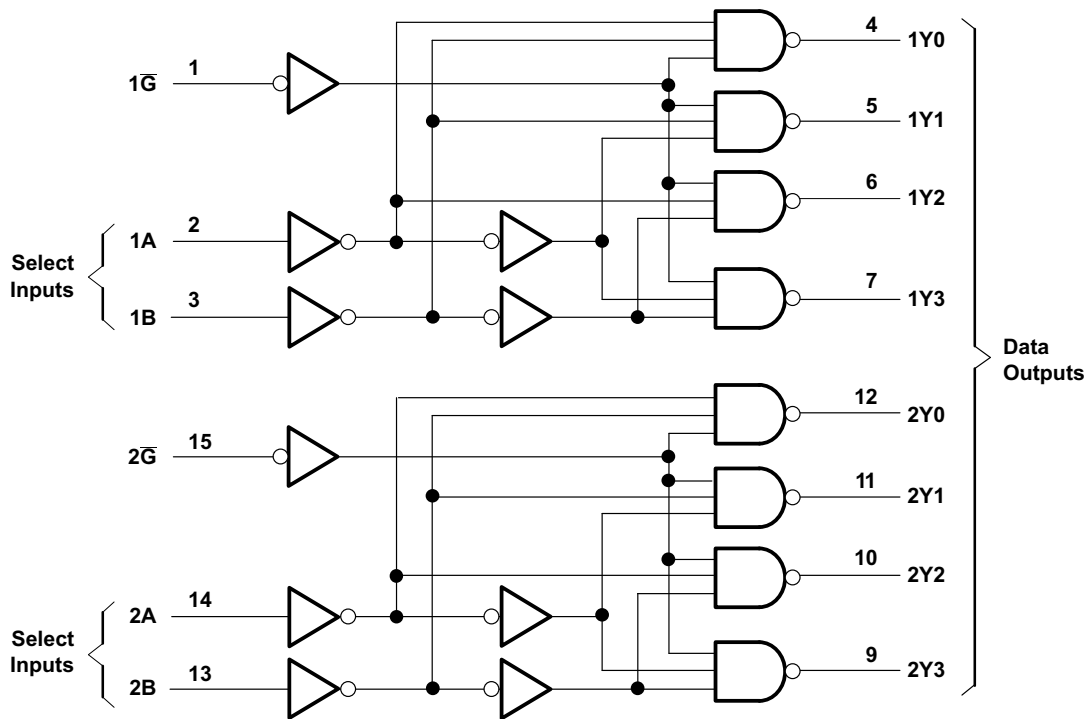 4
1Y0
1G̅ 1
5
1Y1
6
1Y2
1A 2
Select
Inputs
1B 3
7
1Y3
Data
Outputs
12
2Y0
2G̅ 15
11
2Y1
10
2Y2
2A 14
Select
Inputs
2B 13
9
2Y3